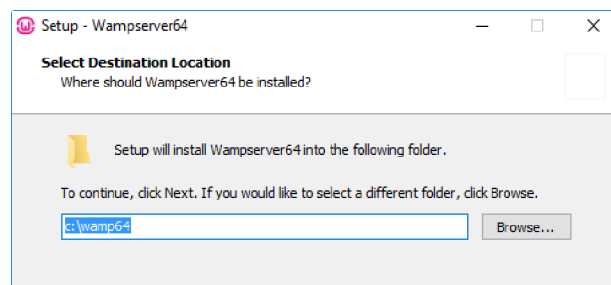 Setup - Wampserver64
Select Destination Location
Where should Wampserver64 be installed?
Setup will install Wampserver64 into the following folder.
To continue, click Next. If you would like to select a different folder, click Browse.
c:\wamp64
Browse...